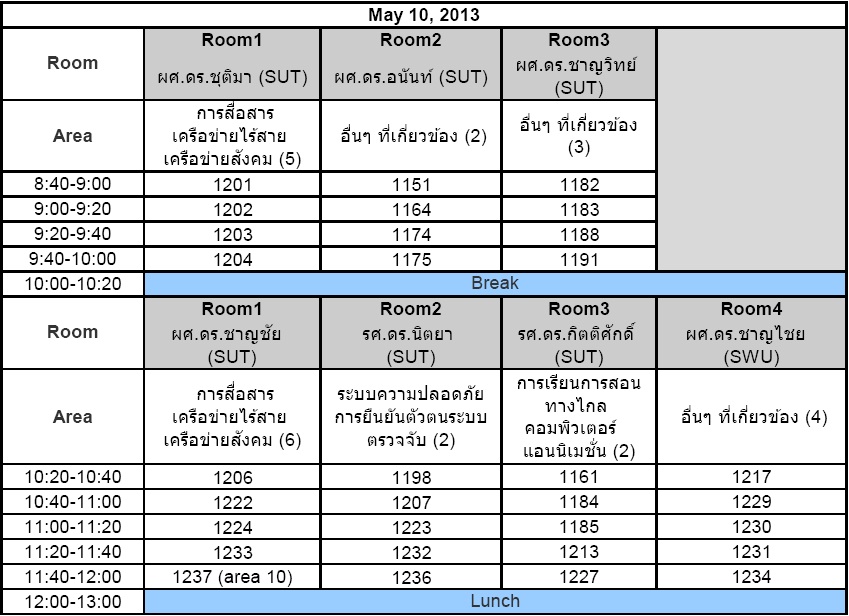 May 10, 2013
Room
Room1
ผศ.ดร.ชุติมา (SUT)
Room2
ผศ.ดร.อนันท์ (SUT)
Room3
ผศ.ดร.ชาญวิทย์
(SUT)
Area
การสื่อสาร
เครือข่ายไร้สาย
เครือข่ายสังคม (5)
อื่นๆ ที่เกี่ยวข้อง (2)
อื่นๆ ที่เกี่ยวข้อง
(3)
8:40-9:00 1201 1151 1182
9:00-9:20 1202 1164 1183
9:20-9:40 1203 1174 1188
9:40-10:00 1204 1175 1191
10:00-10:20 Break
Room
Room1
ผศ.ดร.ชาญชัย
(SUT)
Room2
รศ.ดร.นิตยา
(SUT)
Room3
รศ.ดร.กิตติศักดิ์
(SUT)
Room4
ผศ.ดร.ชาญไชย
(SWU)
Area
การสื่อสาร
เครือข่ายไร้สาย
เครือข่ายสังคม (6)
ระบบความปลอดภัย
การยืนยันตัวตนระบบ
ตรวจจับ (2)
การเรียนการสอน
ทางไกล
คอมพิวเตอร์
แอนนิเมชั่น (2)
อื่นๆ ที่เกี่ยวข้อง (4)
10:20-10:40 1206 1198 1161 1217
10:40-11:00 1222 1207 1184 1229
11:00-11:20 1224 1223 1185 1230
11:20-11:40 1233 1232 1213 1231
11:40-12:00 1237 (area 10) 1236 1227 1234
12:00-13:00 Lunch